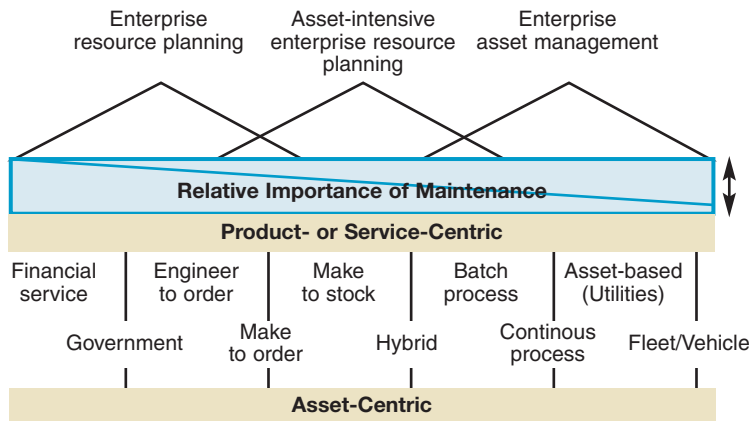 Enterprise
resource planning
Asset-intensive
enterprise resource
planning
Enterprise
asset management
Relative Importance of Maintenance
Product- or Service-Centric
Financial
service
Engineer
to order
Make
to stock
Batch
process
Asset-based
(Utilities)
Government
Make
to order
Hybrid
Continous
process
Fleet/Vehicle
Asset-Centric